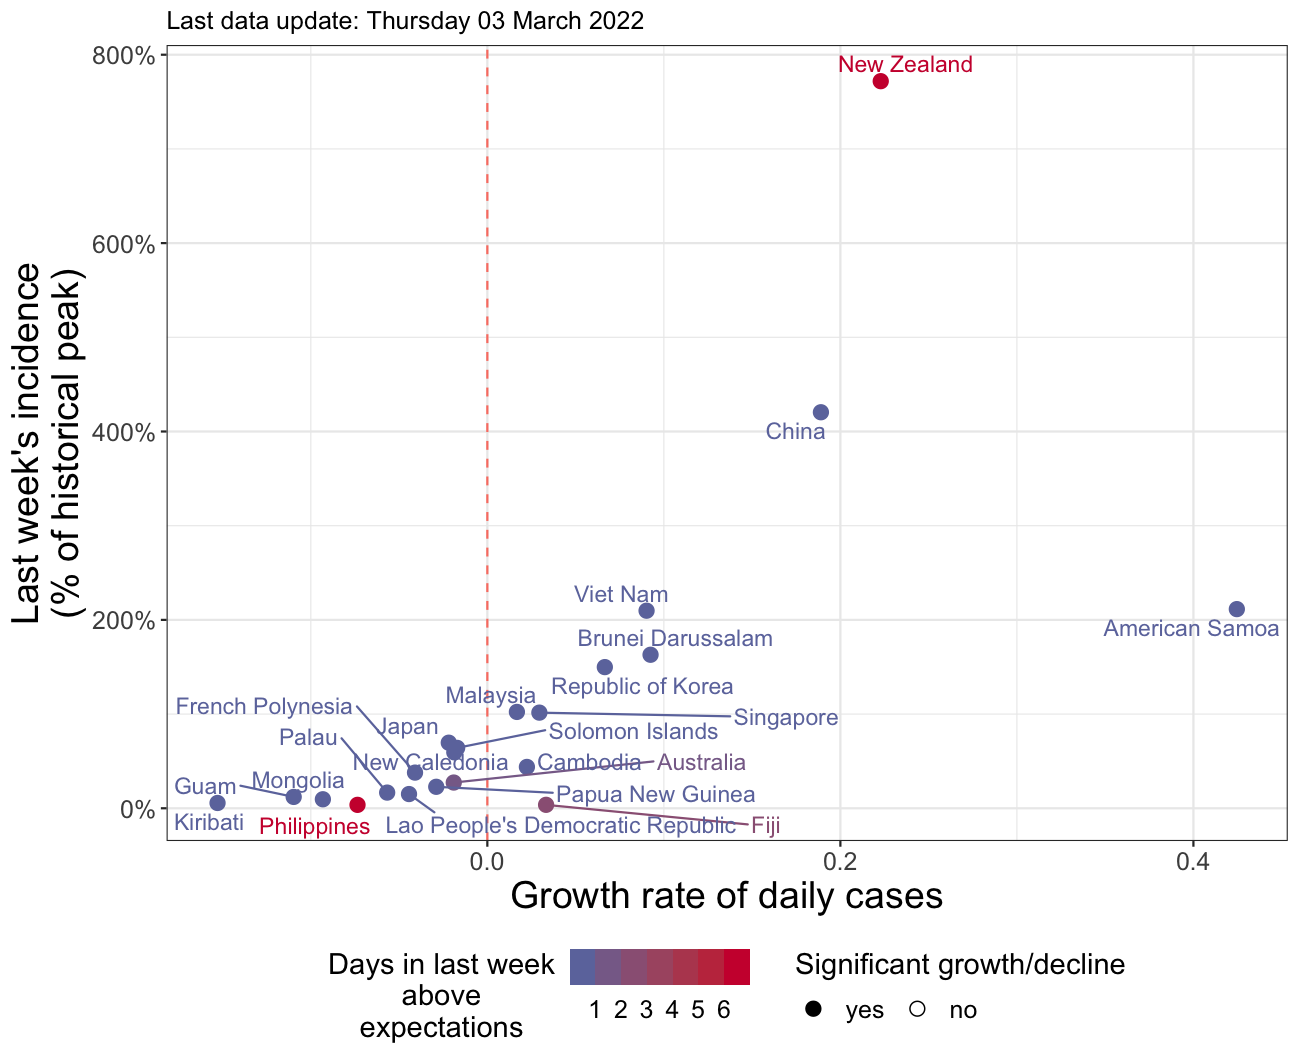 Last data update: Thursday 03 March 2022
800%
600%
400%
200%
0%
Last week's incidence
(% of historical peak)
New Zealand
China
Viet Nam
American Samoa
Brunei Darussalam
Republic of Korea
Malaysia
French Polynesia
Singapore
Japan
Solomon Islands
Palau
New Caledonia
Cambodia
Australia
Guam
Mongolia
Papua New Guinea
Kiribati
Philippines
Lao People's Democratic Republic
Fiji
0.0
0.2
0.4
Growth rate of daily cases
Days in last week
above
expectations
1 2 3 4 5 6
Significant growth/decline
yes
no